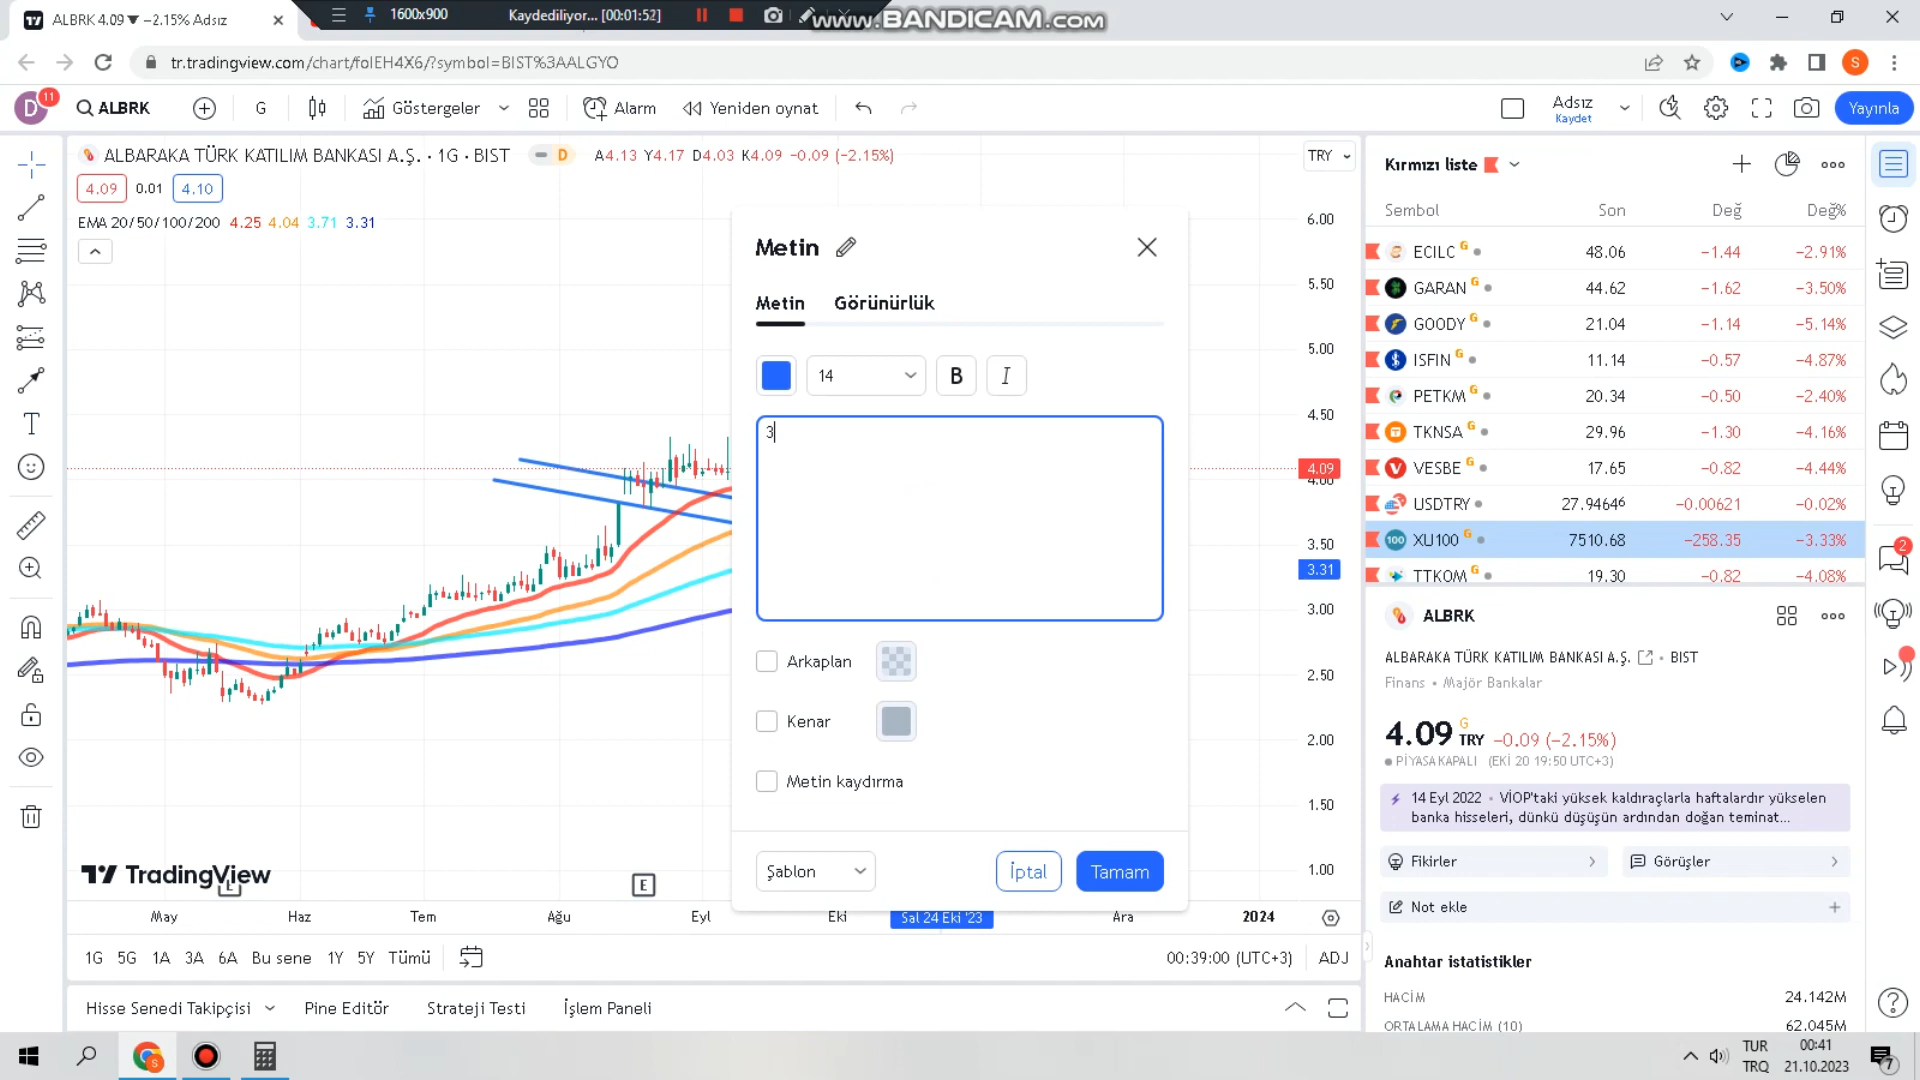 ALBRK 4.09 ▼ −2.15% Adsız
1600x900
Kaydediliyor... [00:01:52]
www.BANDICAM.com
tr.tradingview.com/chart/folEH4X6/?symbol=BIST%3AALGYO
S
D
11
ALBRK
G
Göstergeler
Alarm
Yeniden oynat
Adsız
Kaydet
Yayınla
ALBARAKA TÜRK KATILIM BANKASI A.Ş. · 1G · BIST
D
A4.13 Y4.17 D4.03 K4.09 −0.09 (−2.15%)
TRY
4.09
0.01
4.10
EMA 20/50/100/200 4.25 4.04 3.71 3.31
6.00
5.50
5.00
4.50
4.09
4.00
3.50
3.31
3.00
2.50
2.00
1.50
1.00
Metin
Metin
Görünürlük
14
B
I
3
Arkaplan
Kenar
Metin kaydırma
Şablon
İptal
Tamam
TradingView
E
E
May
Haz
Tem
Ağu
Eyl
Eki
Sal 24 Eki '23
Ara
2024
1G 5G 1A 3A 6A Bu sene 1Y 5Y Tümü
00:39:00 (UTC+3)
ADJ
Hisse Senedi Takipçisi
Pine Editör
Strateji Testi
İşlem Paneli
Kırmızı liste
Sembol Son Değ Değ%
ECILC G 48.06 −1.44 −2.91%
GARAN G 44.62 −1.62 −3.50%
GOODY G 21.04 −1.14 −5.14%
ISFIN G 11.14 −0.57 −4.87%
PETKM G 20.34 −0.50 −2.40%
TKNSA G 29.96 −1.30 −4.16%
VESBE G 17.65 −0.82 −4.44%
USDTRY 27.94646 −0.00621 −0.02%
100 XU100 G 7510.68 −258.35 −3.33%
TTKOM G 19.30 −0.82 −4.08%
2
ALBRK
ALBARAKA TÜRK KATILIM BANKASI A.Ş. • BIST
Finans • Majör Bankalar
4.09 G TRY −0.09 (−2.15%)
PİYASA KAPALI (EKİ 20 19:50 UTC+3)
14 Eyl 2022 • VİOP'taki yüksek kaldıraçlarla haftalardır yükselen
banka hisseleri, dünkü düşüşün ardından doğan teminat...
Fikirler
Görüşler
Not ekle
Anahtar istatistikler
HACİM 24.142M
ORTALAMA HACİM (10) 62.045M
TUR
TRQ
00:41
21.10.2023
7